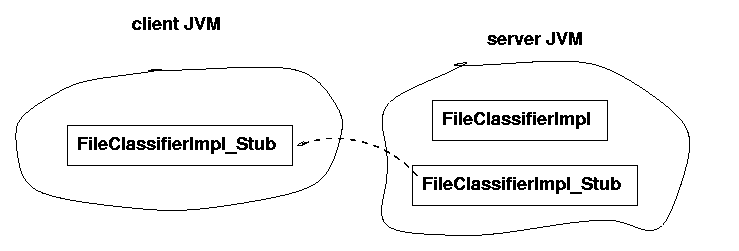 client JVM
server JVM
FileClassifierImpl
FileClassifierImpl_Stub
FileClassifierImpl_Stub